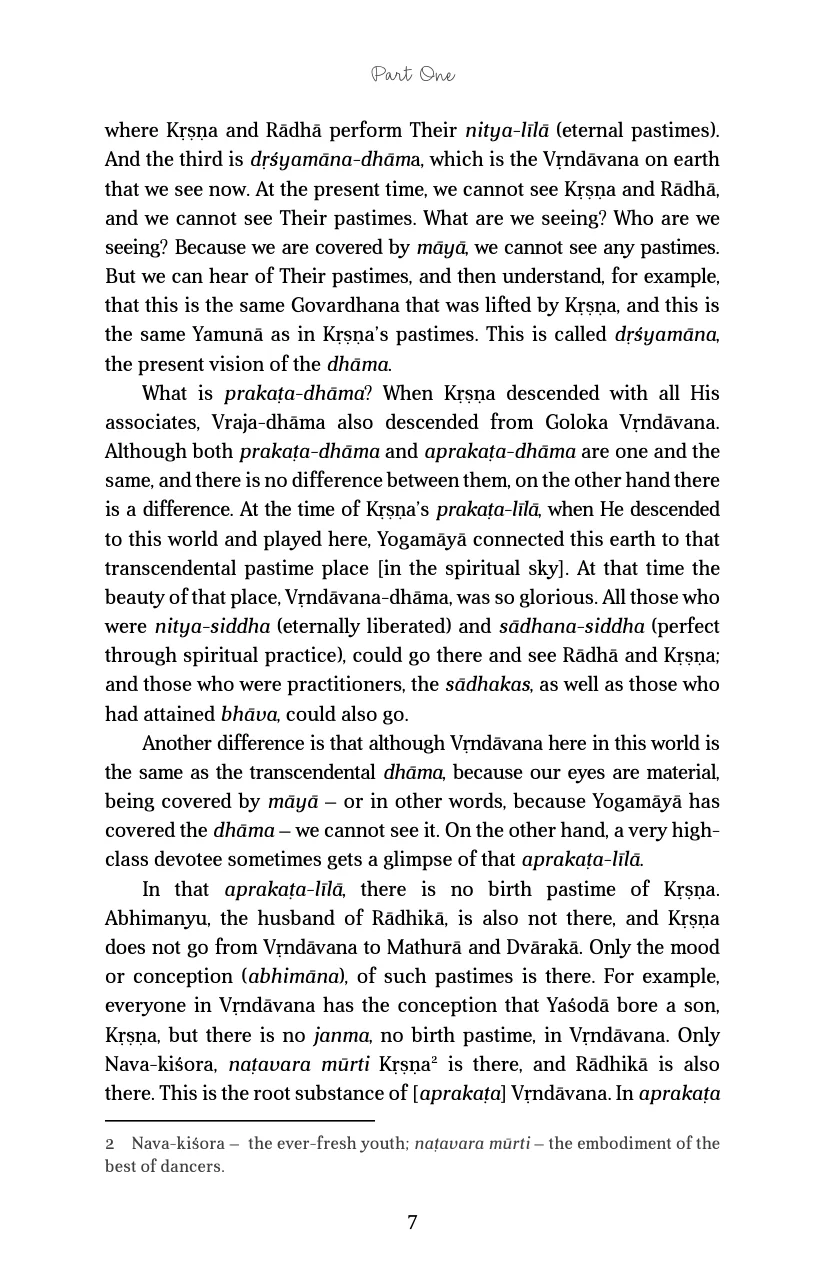 Part One
where Kṛṣṇa and Rādhā perform Their nitya-līlā (eternal pastimes).
And the third is dṛśyamāna-dhāma, which is the Vṛndāvana on earth
that we see now. At the present time, we cannot see Kṛṣṇa and Rādhā,
and we cannot see Their pastimes. What are we seeing? Who are we
seeing? Because we are covered by māyā, we cannot see any pastimes.
But we can hear of Their pastimes, and then understand, for example,
that this is the same Govardhana that was lifted by Kṛṣṇa, and this is
the same Yamunā as in Kṛṣṇa’s pastimes. This is called dṛśyamāna,
the present vision of the dhāma.
What is prakaṭa-dhāma? When Kṛṣṇa descended with all His
associates, Vraja-dhāma also descended from Goloka Vṛndāvana.
Although both prakaṭa-dhāma and aprakaṭa-dhāma are one and the
same, and there is no difference between them, on the other hand there
is a difference. At the time of Kṛṣṇa’s prakaṭa-līlā, when He descended
to this world and played here, Yogamāyā connected this earth to that
transcendental pastime place [in the spiritual sky]. At that time the
beauty of that place, Vṛndāvana-dhāma, was so glorious. All those who
were nitya-siddha (eternally liberated) and sādhana-siddha (perfect
through spiritual practice), could go there and see Rādhā and Kṛṣṇa;
and those who were practitioners, the sādhakas, as well as those who
had attained bhāva, could also go.
Another difference is that although Vṛndāvana here in this world is
the same as the transcendental dhāma, because our eyes are material,
being covered by māyā – or in other words, because Yogamāyā has
covered the dhāma – we cannot see it. On the other hand, a very high-
class devotee sometimes gets a glimpse of that aprakaṭa-līlā.
In that aprakaṭa-līlā, there is no birth pastime of Kṛṣṇa.
Abhimanyu, the husband of Rādhikā, is also not there, and Kṛṣṇa
does not go from Vṛndāvana to Mathurā and Dvārakā. Only the mood
or conception (abhimāna), of such pastimes is there. For example,
everyone in Vṛndāvana has the conception that Yaśodā bore a son,
Kṛṣṇa, but there is no janma, no birth pastime, in Vṛndāvana. Only
Nava-kiśora, naṭavara mūrti Kṛṣṇa² is there, and Rādhikā is also
there. This is the root substance of [aprakaṭa] Vṛndāvana. In aprakaṭa
2 Nava-kiśora – the ever-fresh youth; naṭavara mūrti – the embodiment of the
best of dancers.
7